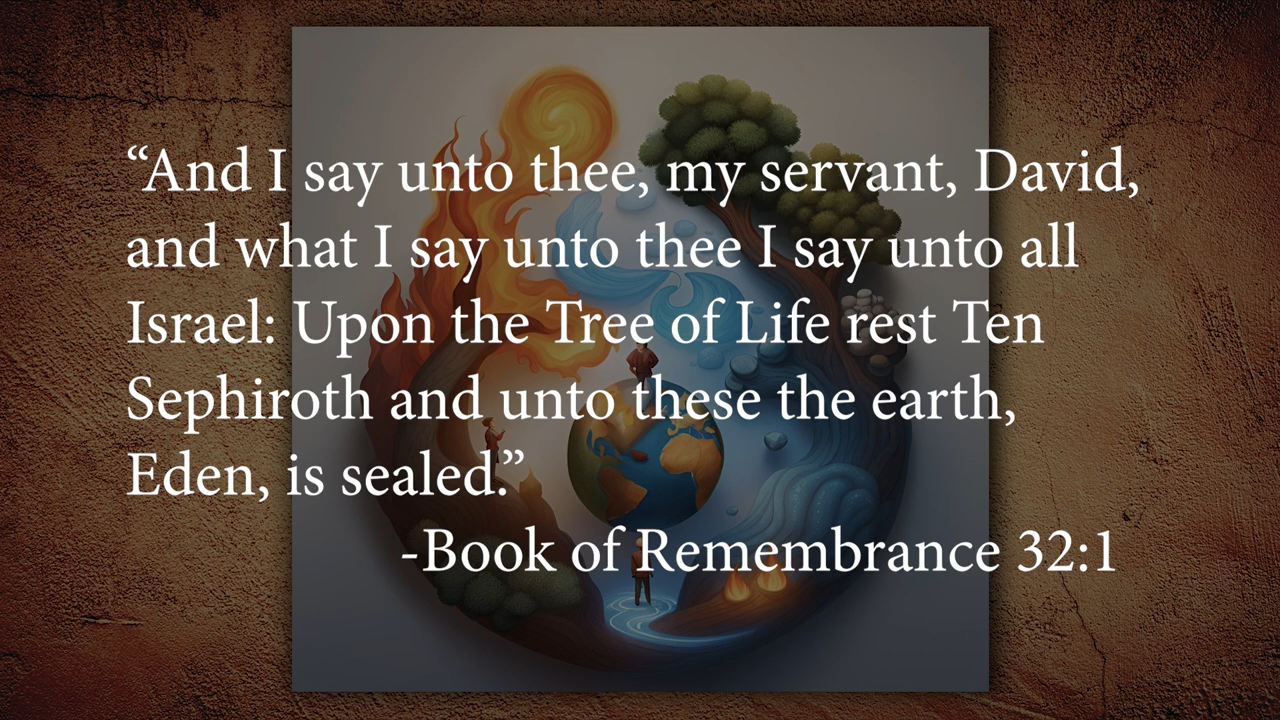 “And I say unto thee, my servant, David,
and what I say unto thee I say unto all
Israel: Upon the Tree of Life rest Ten
Sephiroth and unto these the earth,
Eden, is sealed.”
-Book of Remembrance 32:1